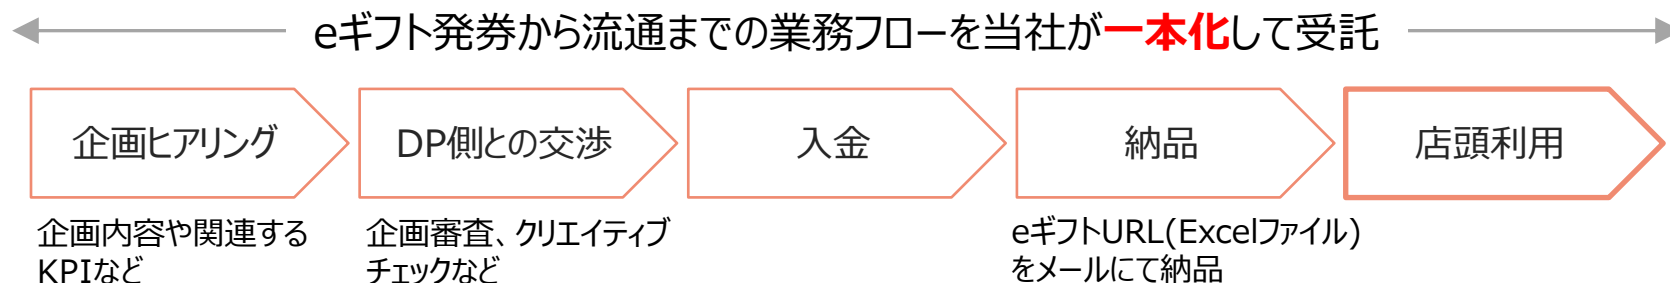 eギフト発券から流通までの業務フローを当社が一本化して受託
企画ヒアリング
DP側との交渉
入金
納品
店頭利用
企画内容や関連する
KPIなど
企画審査、クリエイティブ
チェックなど
eギフトURL(Excelファイル)
をメールにて納品